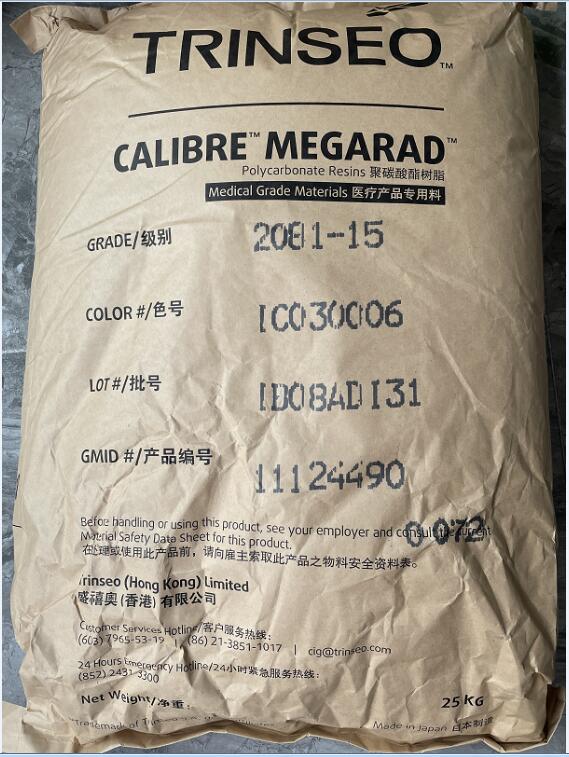 TRINSEO™
CALIBRE™ MEGARAD™
Polycarbonate Resins 聚碳酸酯树脂
Medical Grade Materials 医疗产品专用料
GRADE/级别 2081-15
COLOR #/色号 IC030006
LOT #/批号 ID08ADI31
GMID #/产品编号 11124490
Before handling or using this product, see your employer and consult the current
0.072
Material Safety Data Sheet for this product.
在处理或使用此产品前，请向雇主索取此产品之物料安全资料表。
Trinseo (Hong Kong) Limited
盛禧奥(香港)有限公司
Customer Services Hotline/客户服务热线:
(603) 7965-53-19 (86) 21-3851-1017 | cig@trinseo.com
24 Hours Emergency Hotline/24小时紧急服务热线:
(852) 2431-3300
Net Weight/净重: 25 KG
Trademark of Trinseo
Made in Japan 日本制造